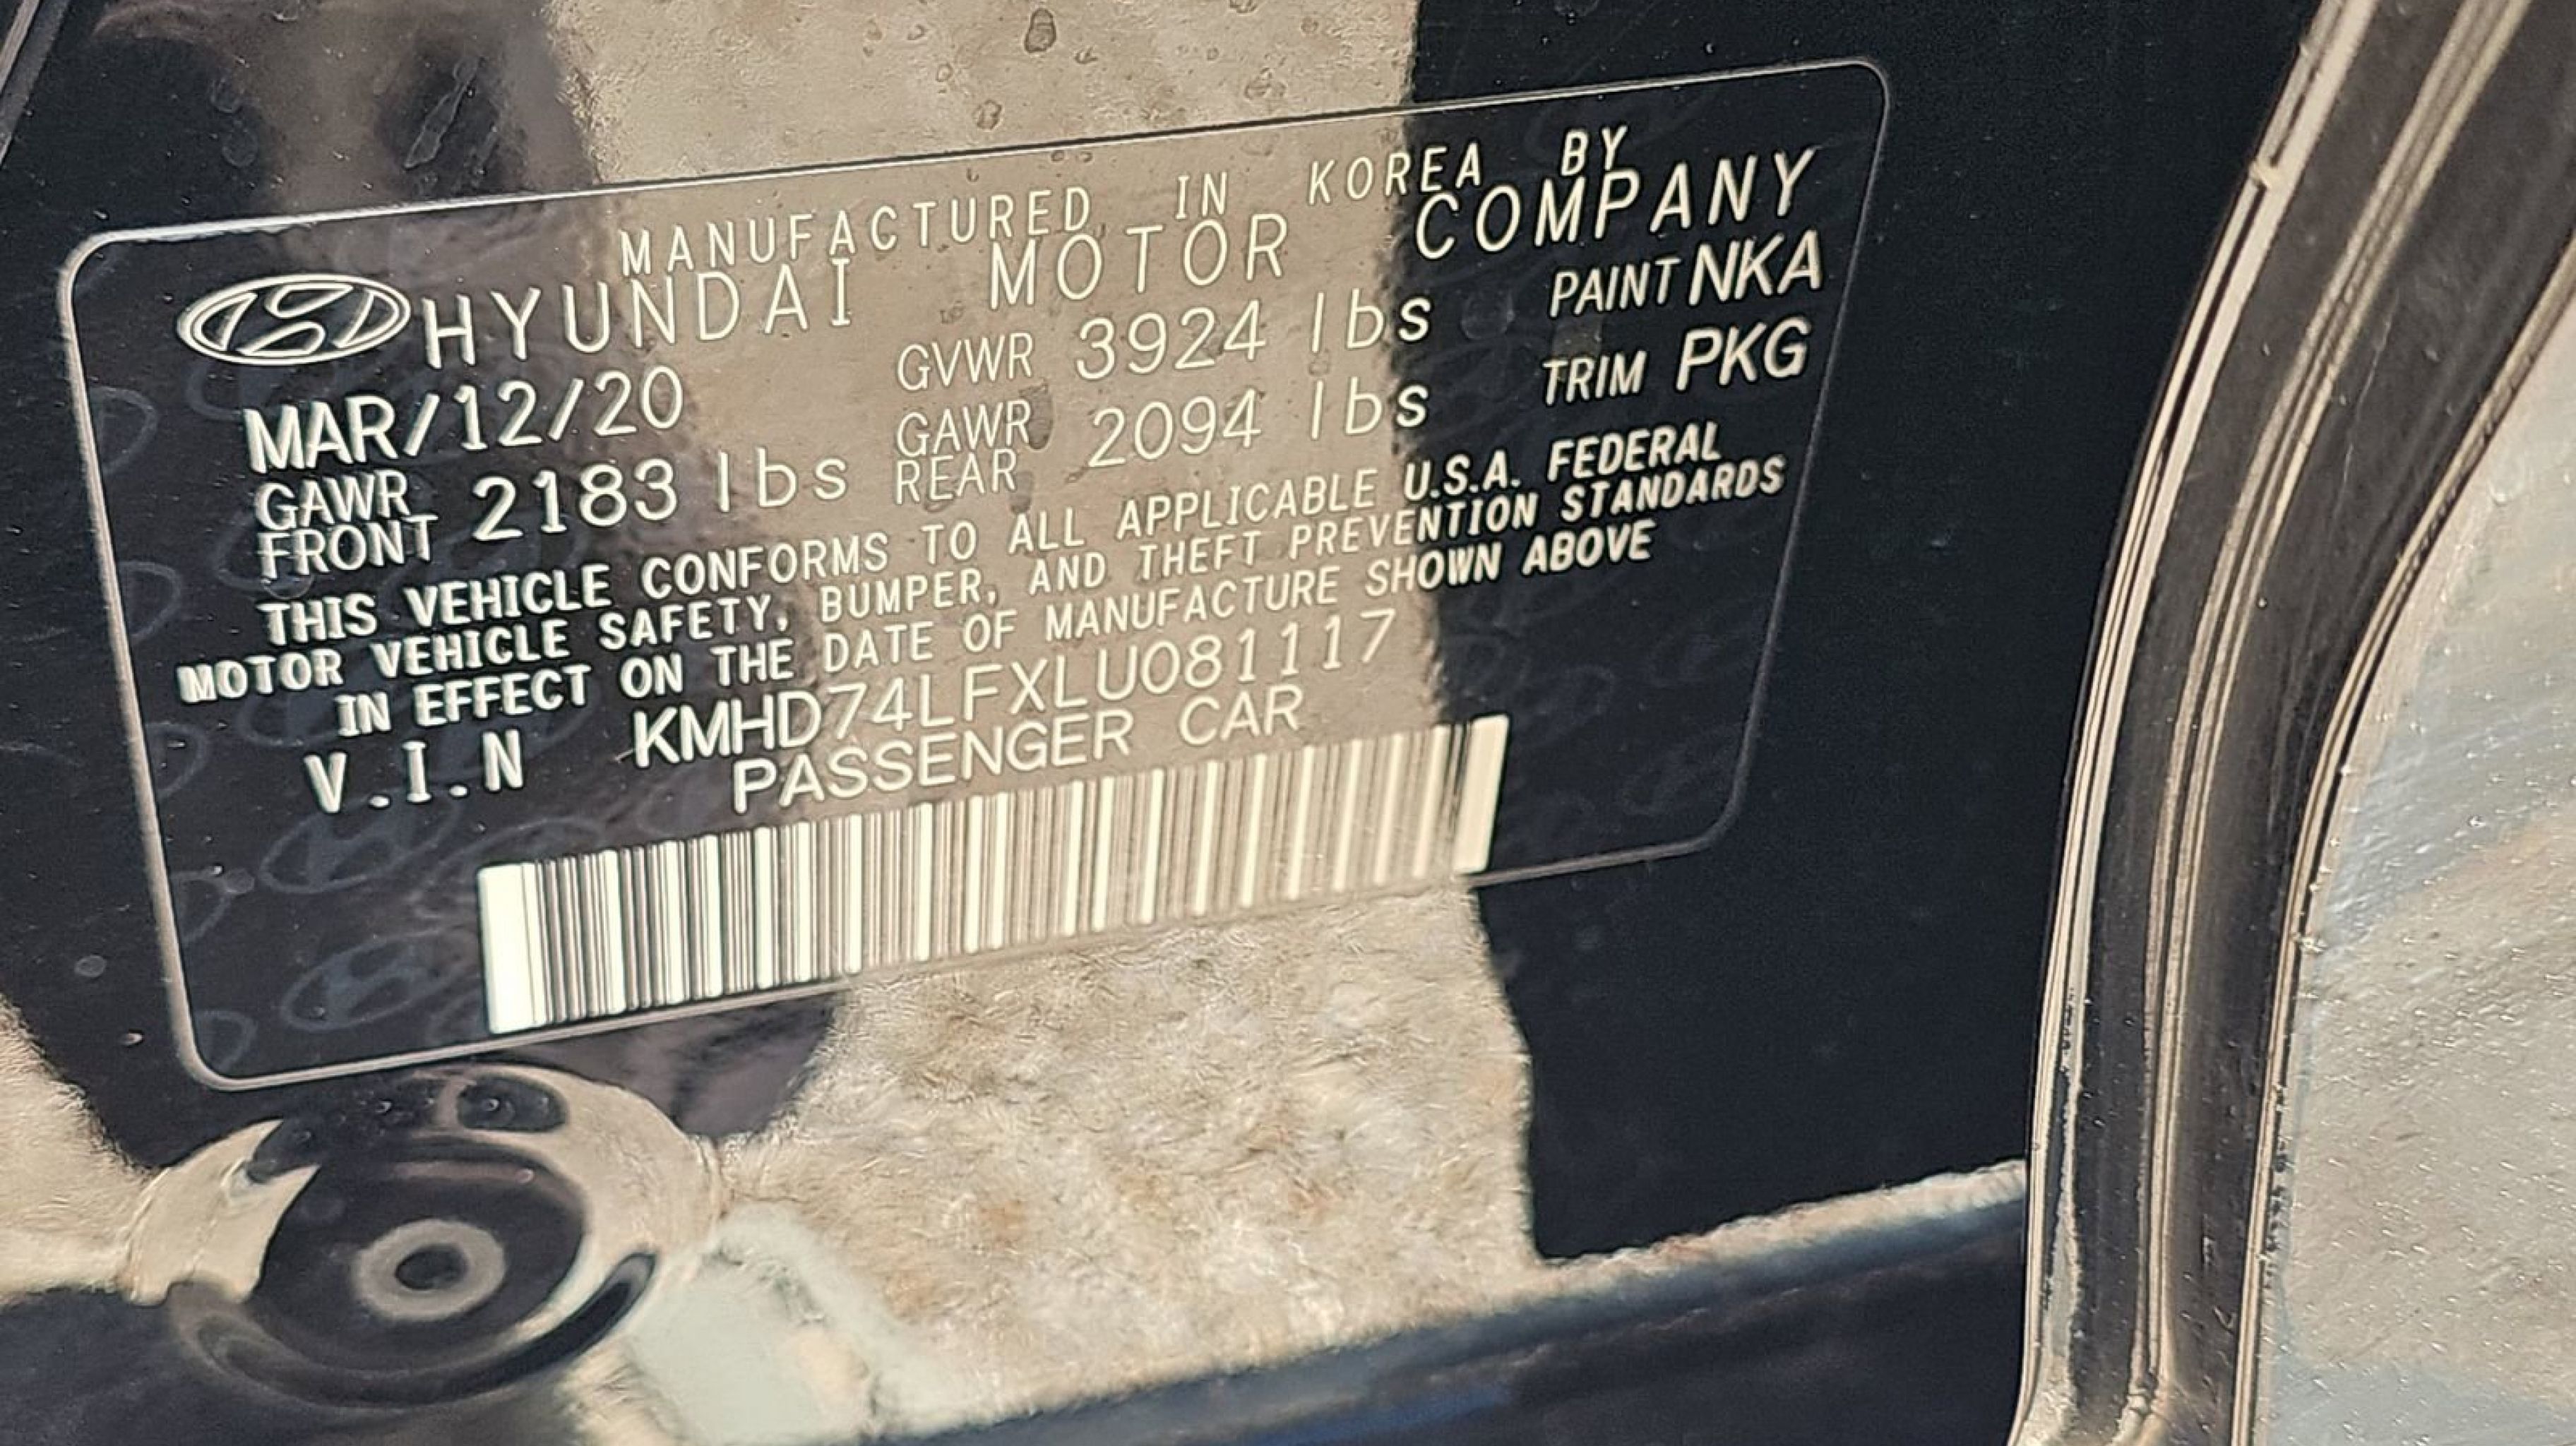 MANUFACTURED IN KOREA BY
HYUNDAI MOTOR COMPANY
MAR/12/20 GVWR 3924 lbs PAINT NKA
GAWR FRONT 2183 lbs GAWR REAR 2094 lbs TRIM PKG
THIS VEHICLE CONFORMS TO ALL APPLICABLE U.S.A. FEDERAL
MOTOR VEHICLE SAFETY, BUMPER, AND THEFT PREVENTION STANDARDS
IN EFFECT ON THE DATE OF MANUFACTURE SHOWN ABOVE
V.I.N KMHD74LFXLU081117
PASSENGER CAR